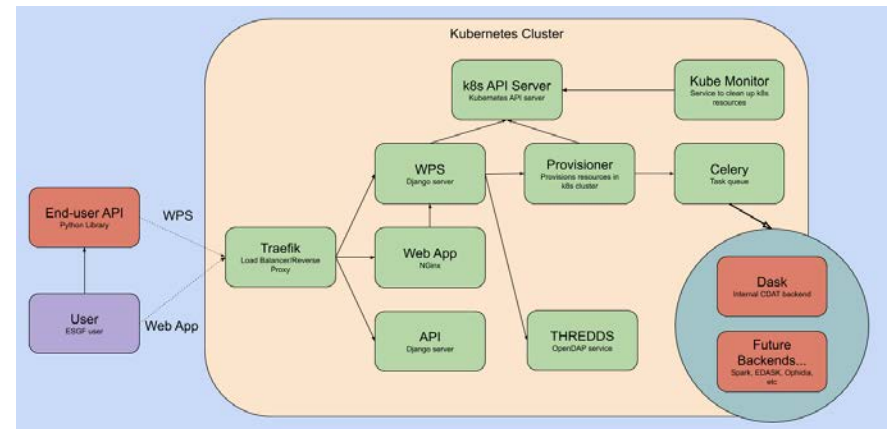 Kubernetes Cluster
k8s API Server
Kubernetes API server
Kube Monitor
Service to clean up k8s
resources
WPS
Django server
Provisioner
Provisions resources in
k8s cluster
Celery
Task queue
End-user API
Python Library
WPS
Traefik
Load Balancer/Reverse
Proxy
Web App
NGinx
Dask
Internal CDAT backend
User
ESGF user
Web App
API
Django server
THREDDS
OpenDAP service
Future
Backends...
Spark, EDASK, Ophidia,
etc